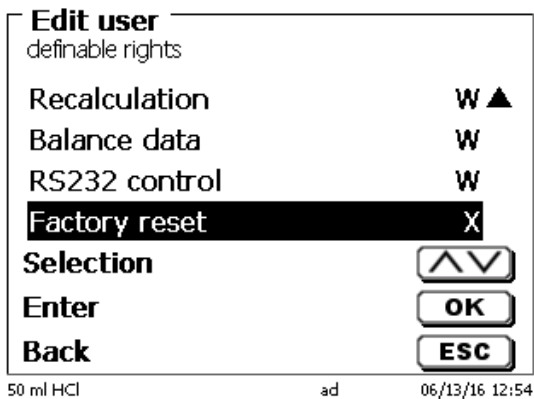 Edit user
definable rights
Recalculation W▲
Balance data W
RS232 control W
Factory reset X
Selection
Enter OK
Back ESC
50 ml HCl ad 06/13/16 12:54